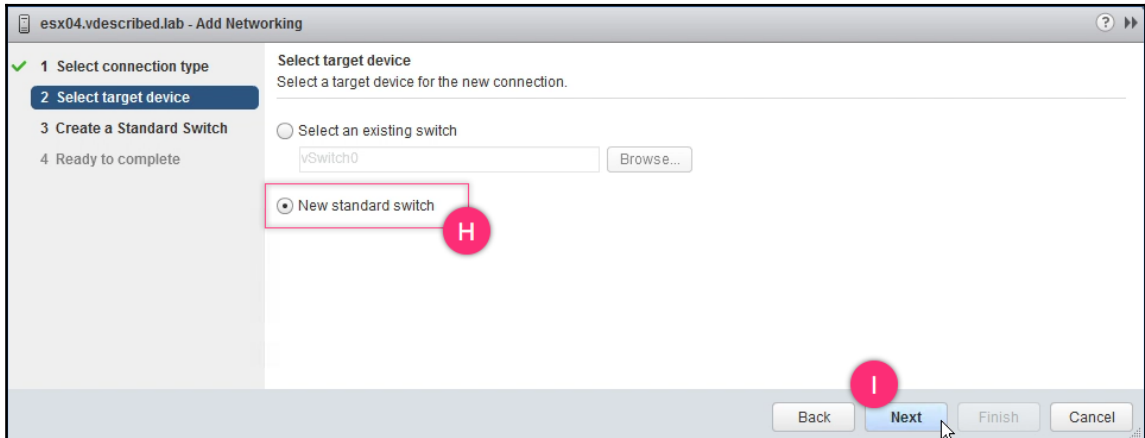 esx04.vdescribed.lab - Add Networking
?
1 Select connection type
2 Select target device
3 Create a Standard Switch
4 Ready to complete
Select target device
Select a target device for the new connection.
Select an existing switch
vSwitch0
Browse...
New standard switch
H
I
Back
Next
Finish
Cancel